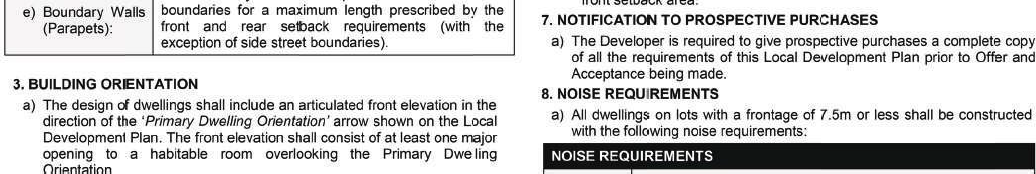 e) Boundary Walls (Parapets):
boundaries for a maximum length prescribed by the
front and rear setback requirements (with the
exception of side street boundaries).
3. BUILDING ORIENTATION
a) The design of dwellings shall include an articulated front elevation in the
direction of the ‘Primary Dwelling Orientation’ arrow shown on the Local
Development Plan. The front elevation shall consist of at least one major
opening to a habitable room overlooking the Primary Dwelling
Orientation
front setback area.
7. NOTIFICATION TO PROSPECTIVE PURCHASES
a) The Developer is required to give prospective purchases a complete copy
of all the requirements of this Local Development Plan prior to Offer and
Acceptance being made.
8. NOISE REQUIREMENTS
a) All dwellings on lots with a frontage of 7.5m or less shall be constructed
with the following noise requirements:
NOISE REQUIREMENTS